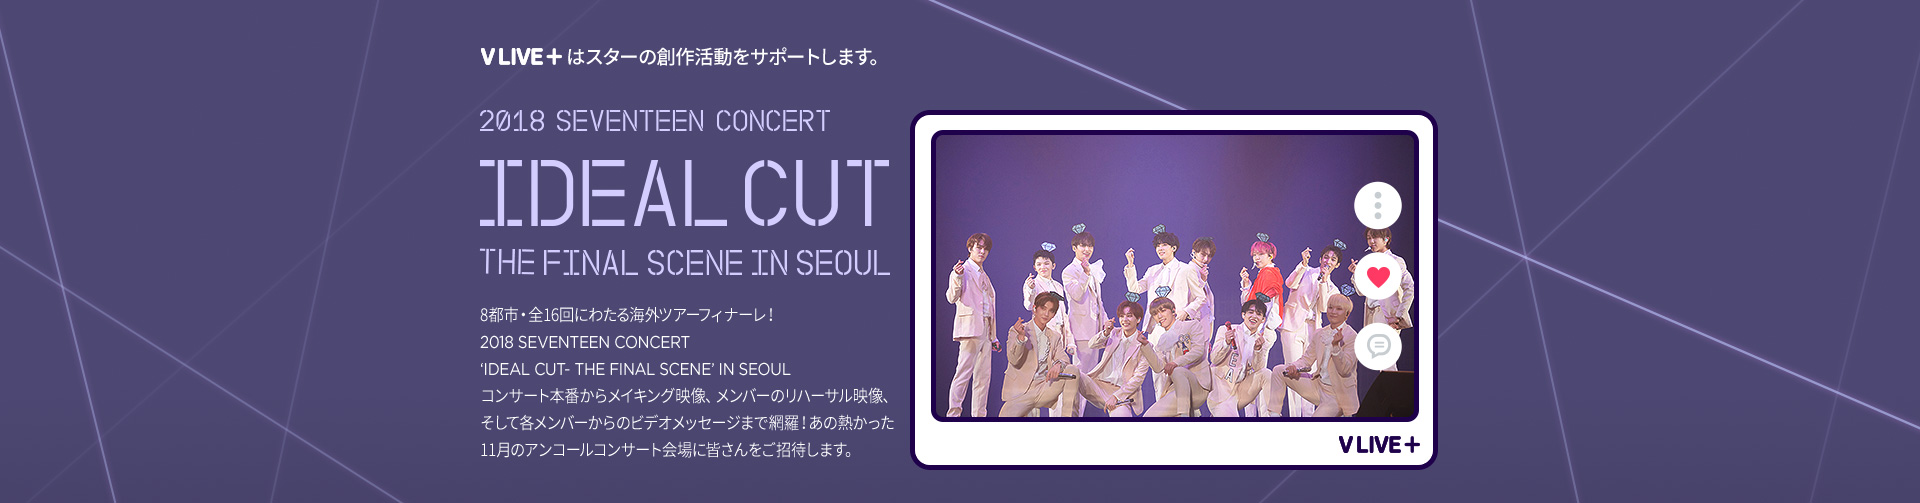 V LIVE+ はスターの創作活動をサポートします。
2018 SEVENTEEN CONCERT
IDEAL CUT
THE FINAL SCENE IN SEOUL
8都市・全16回にわたる海外ツアーフィナーレ！
2018 SEVENTEEN CONCERT
‘IDEAL CUT- THE FINAL SCENE’ IN SEOUL
コンサート本番からメイキング映像、メンバーのリハーサル映像、
そして各メンバーからのビデオメッセージまで網羅！あの熱かった
11月のアンコールコンサート会場に皆さんをご招待します。
V LIVE+